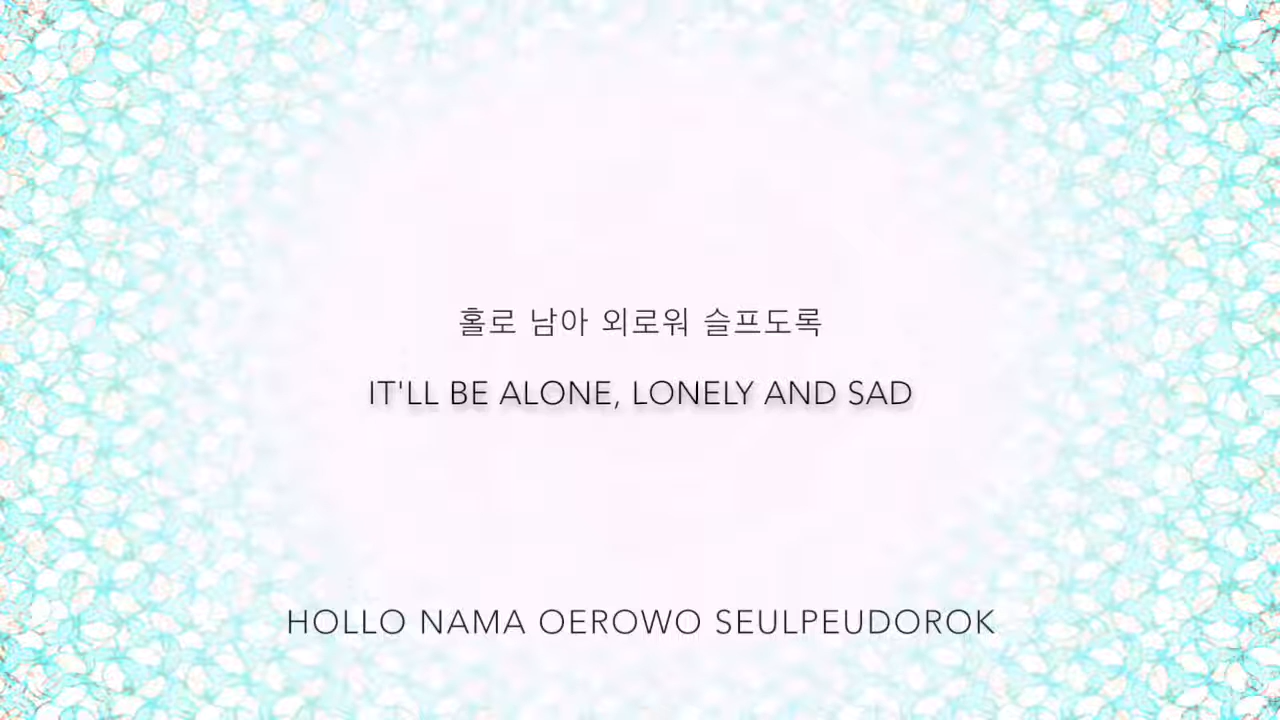 홀로 남아 외로워 슬프도록
IT'LL BE ALONE, LONELY AND SAD
HOLLO NAMA OEROWO SEULPEUDOROK